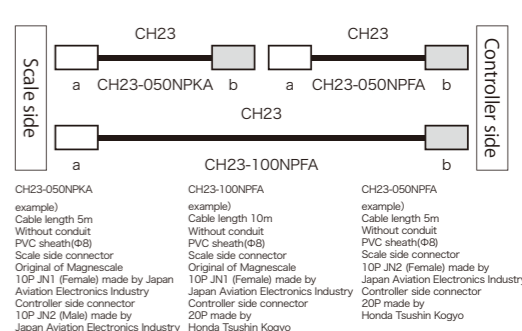 CH23
CH23
Scale side
Controller side
a
CH23-050NPKA
b
a
CH23-050NPFA
b
CH23
a
CH23-100NPFA
b
CH23-050NPKA
example)
Cable length 5m
Without conduit
PVC sheath(Φ8)
Scale side connector
Original of Magnescale
10P JN1 (Female) made by Japan
Aviation Electronics Industry
Controller side connector
10P JN2 (Male) made by
Japan Aviation Electronics Industry
CH23-100NPFA
example)
Cable length 10m
Without conduit
PVC sheath(Φ8)
Scale side connector
Original of Magnescale
10P JN1 (Female) made by
Japan Aviation Electronics Industry
Controller side connector
20P made by
Honda Tsushin Kogyo
CH23-050NPFA
example)
Cable length 5m
Without conduit
PVC sheath(Φ8)
Scale side connector
10P JN2 (Female) made by
Japan Aviation Electronics Industry
Controller side connector
20P made by
Honda Tsushin Kogyo